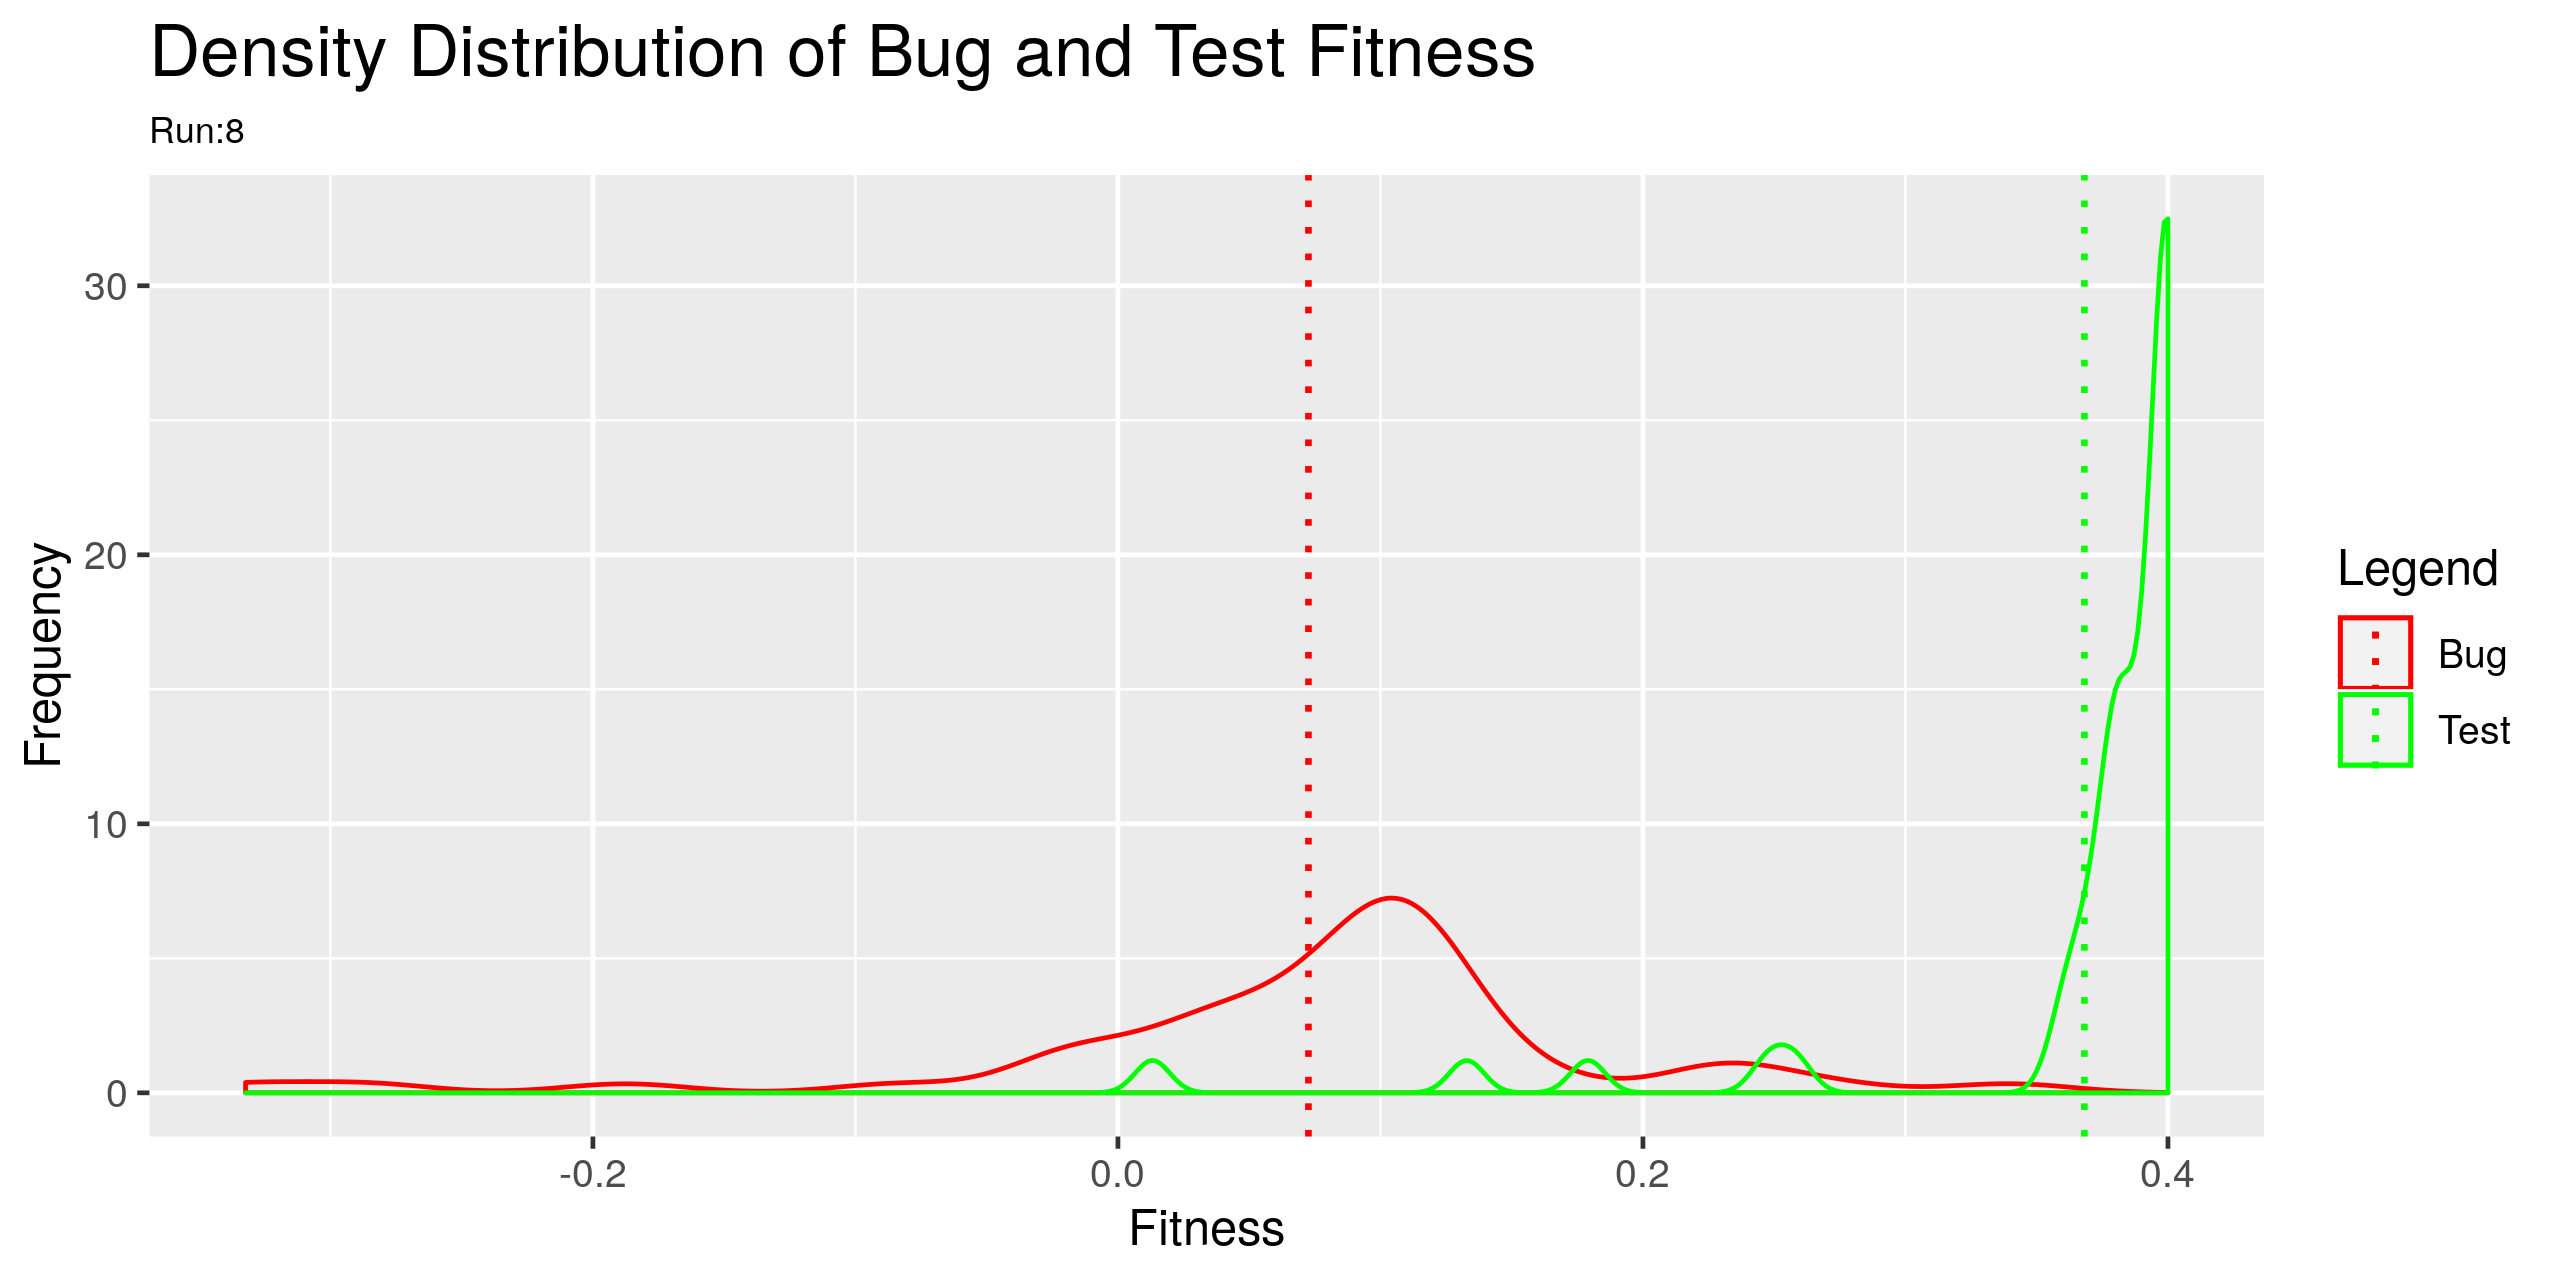 Density Distribution of Bug and Test Fitness
Run:8
Frequency
30
20
10
0
-0.2
0.0
0.2
0.4
Fitness
Legend
Bug
Test